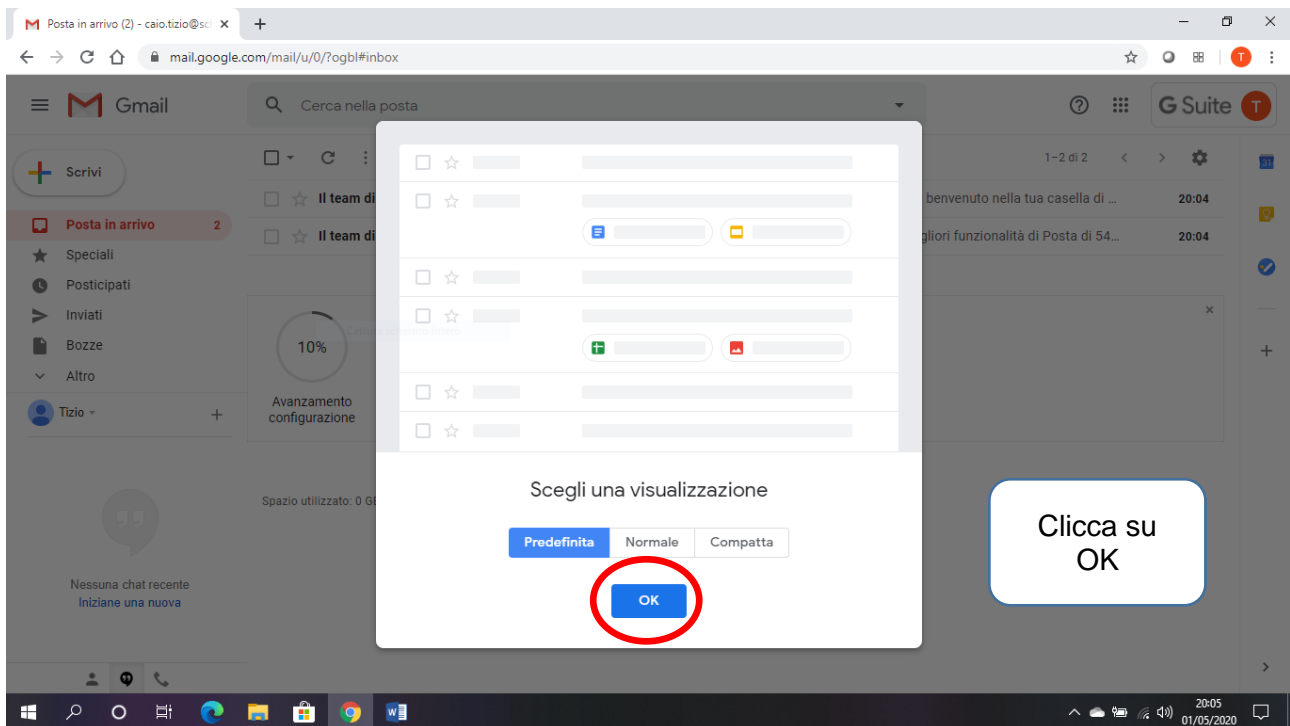 Posta in arrivo (2) - caio.tizio@sc
mail.google.com/mail/u/0/?ogbl#inbox
T
Gmail
Cerca nella posta
G Suite
T
Scrivi
1–2 di 2
31
Il team di
benvenuto nella tua casella di ...
20:04
Posta in arrivo
2
Il team di
gliori funzionalità di Posta di 54...
20:04
Speciali
Posticipati
Inviati
Bozze
Altro
10%
Avanzamento
configurazione
Tizio
Spazio utilizzato: 0 G
Scegli una visualizzazione
Predefinita
Normale
Compatta
OK
Clicca su
OK
Nessuna chat recente
Iniziane una nuova
20:05
01/05/2020